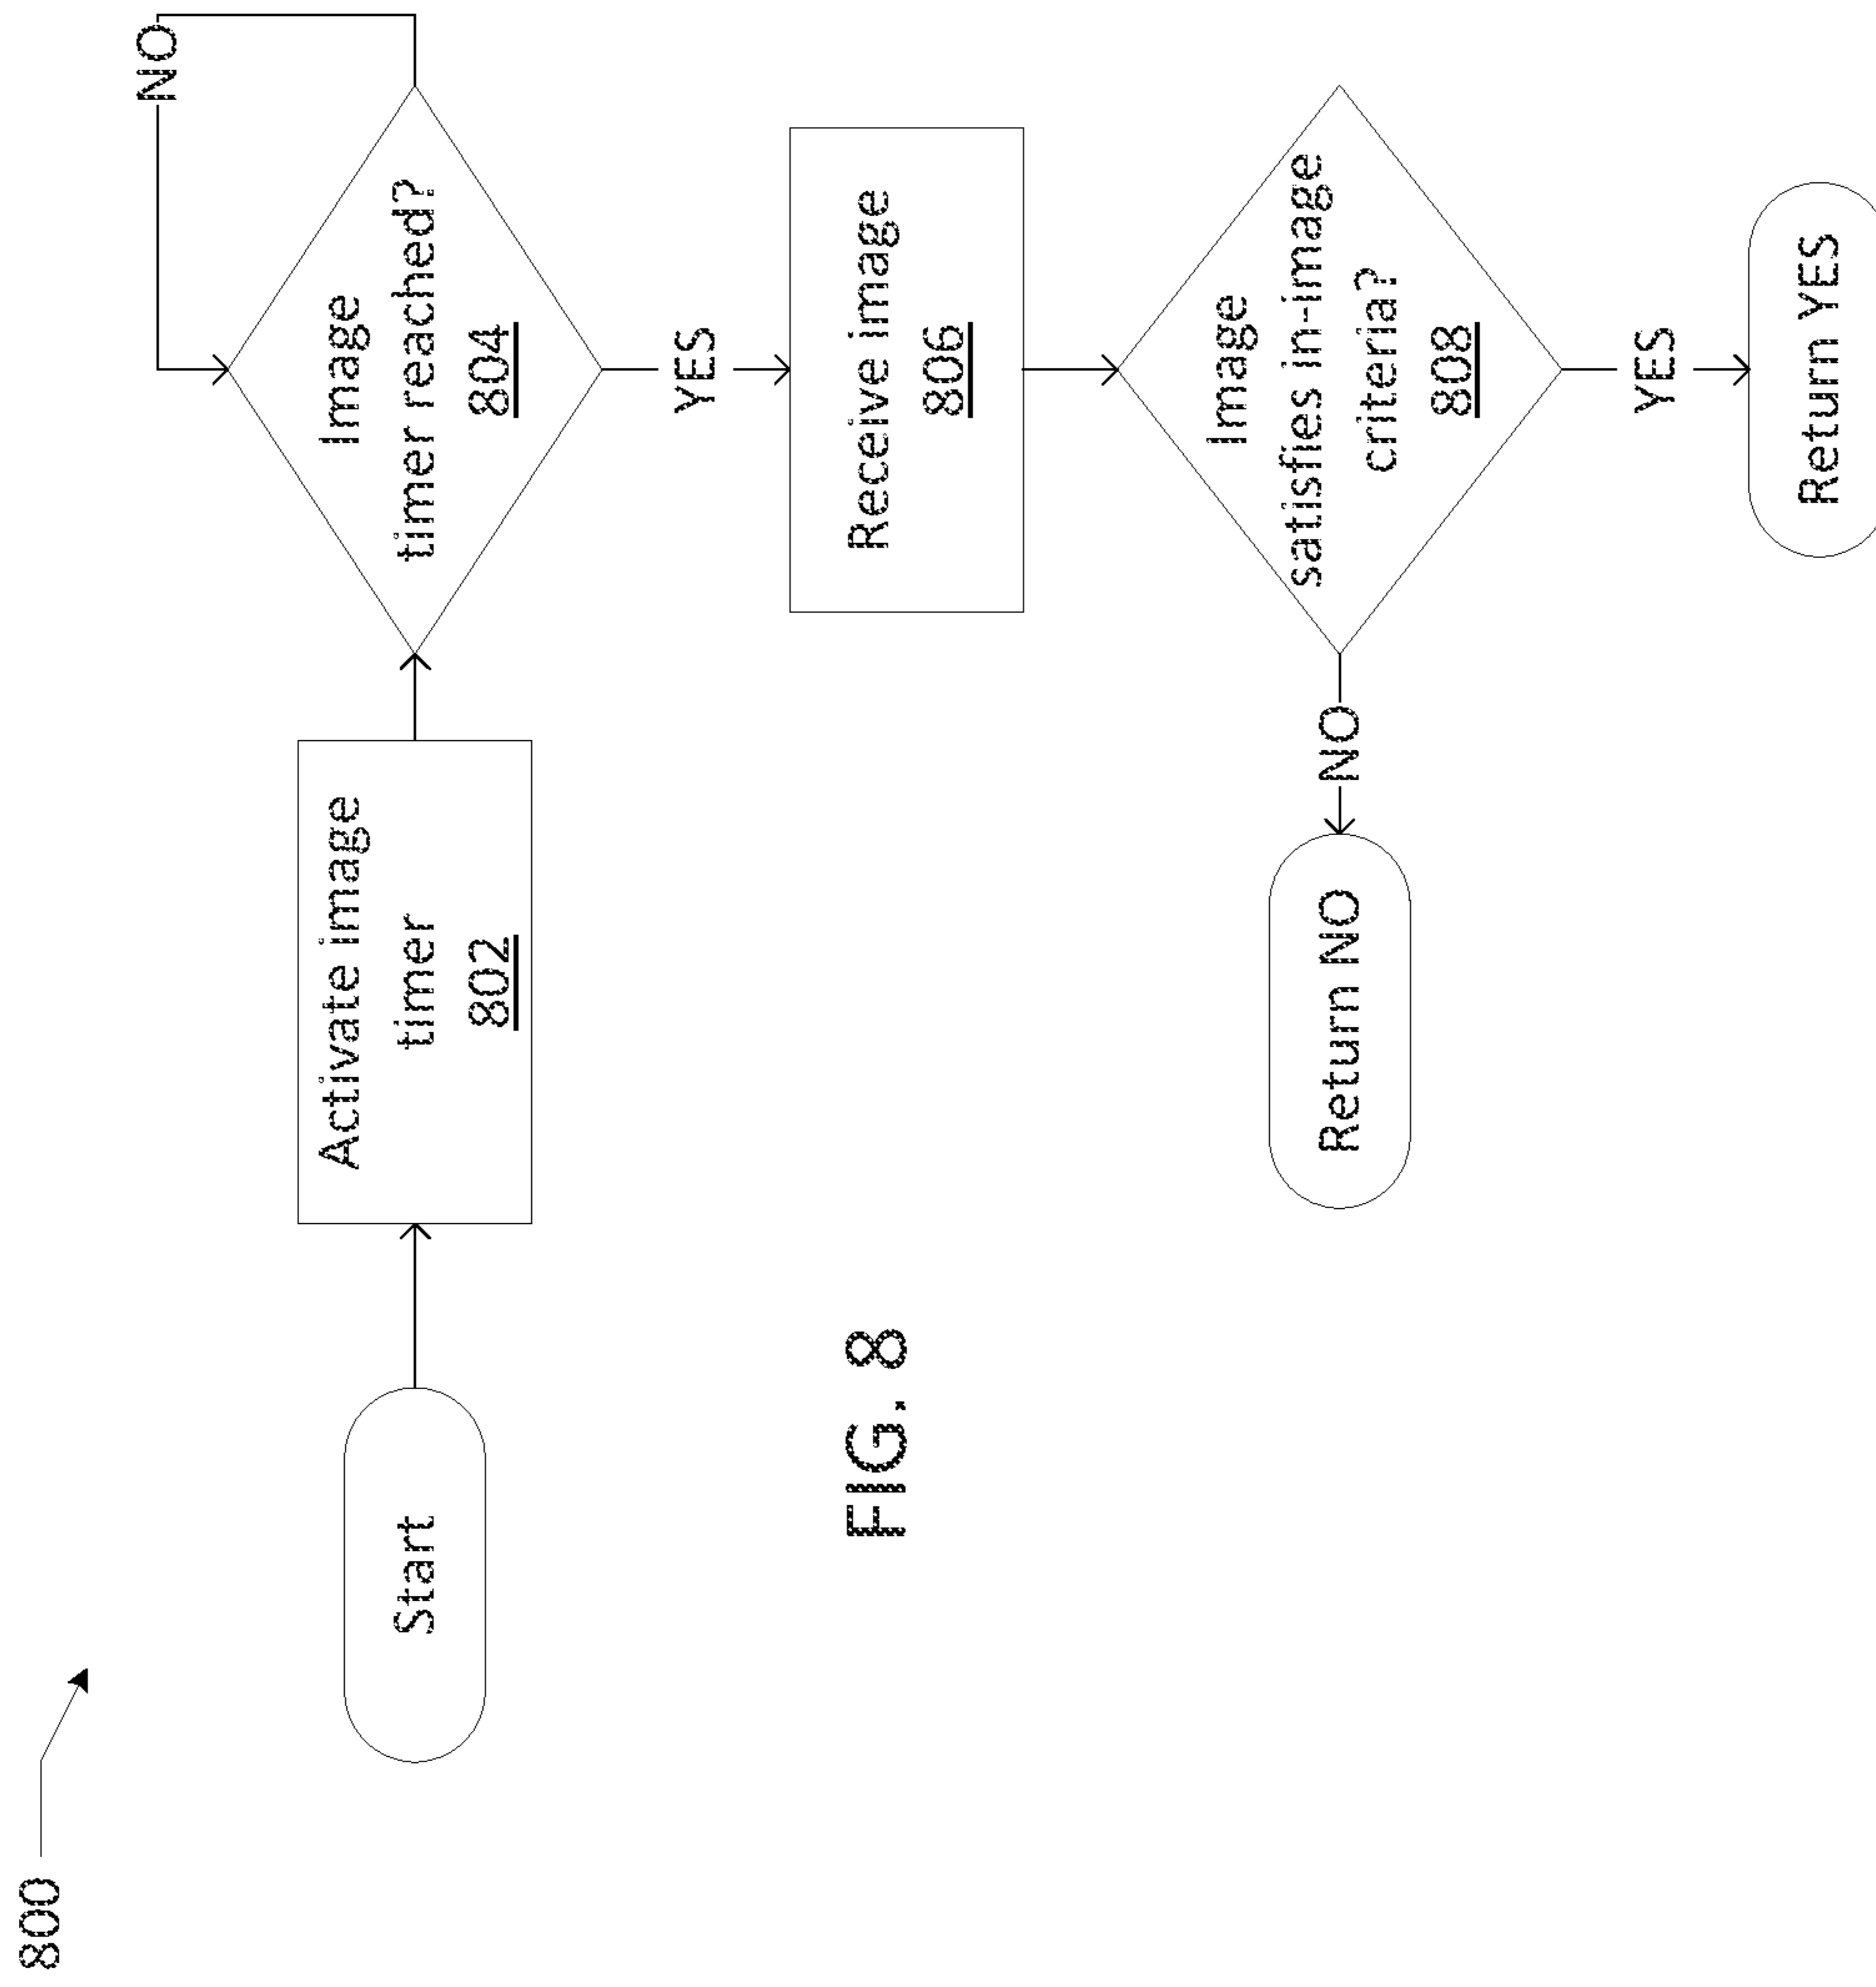 800
Start
Activate image
timer
802
Image
timer reached?
804
NO
YES
Receive image
806
Image
satisfies in-image
criteria?
808
NO
Return NO
YES
Return YES
FIG. 8